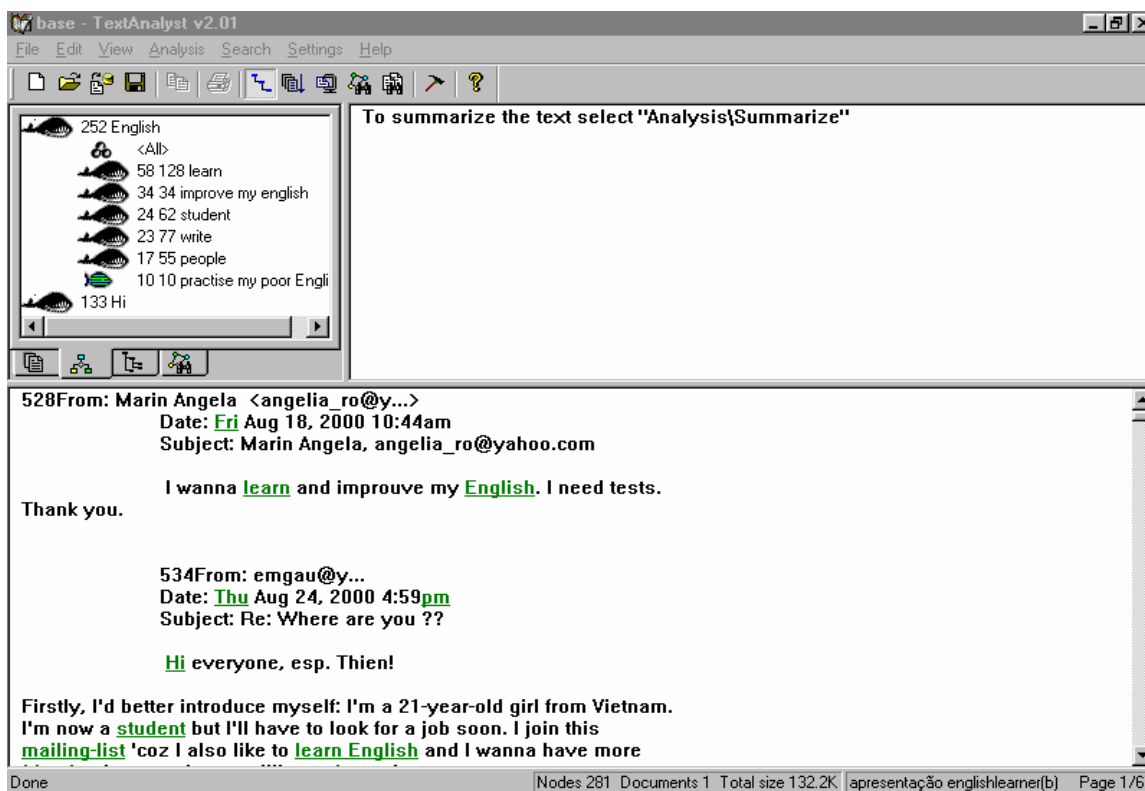 base - TextAnalyst v2.01
File Edit View Analysis Search Settings Help
252 English
<All>
58 128 learn
34 34 improve my english
24 62 student
23 77 write
17 55 people
10 10 practise my poor Engli
133 Hi
To summarize the text select "Analysis\Summarize"
528From: Marin Angela <angelia_ro@y...>
Date: Fri Aug 18, 2000 10:44am
Subject: Marin Angela, angelia_ro@yahoo.com
I wanna learn and improuve my English. I need tests.
Thank you.
534From: emgau@y...
Date: Thu Aug 24, 2000 4:59pm
Subject: Re: Where are you ??
Hi everyone, esp. Thien!
Firstly, I'd better introduce myself: I'm a 21-year-old girl from Vietnam.
I'm now a student but I'll have to look for a job soon. I join this
mailing-list 'coz I also like to learn English and I wanna have more
Done Nodes 281 Documents 1 Total size 132.2K apresentação englishlearner(b) Page 1/6